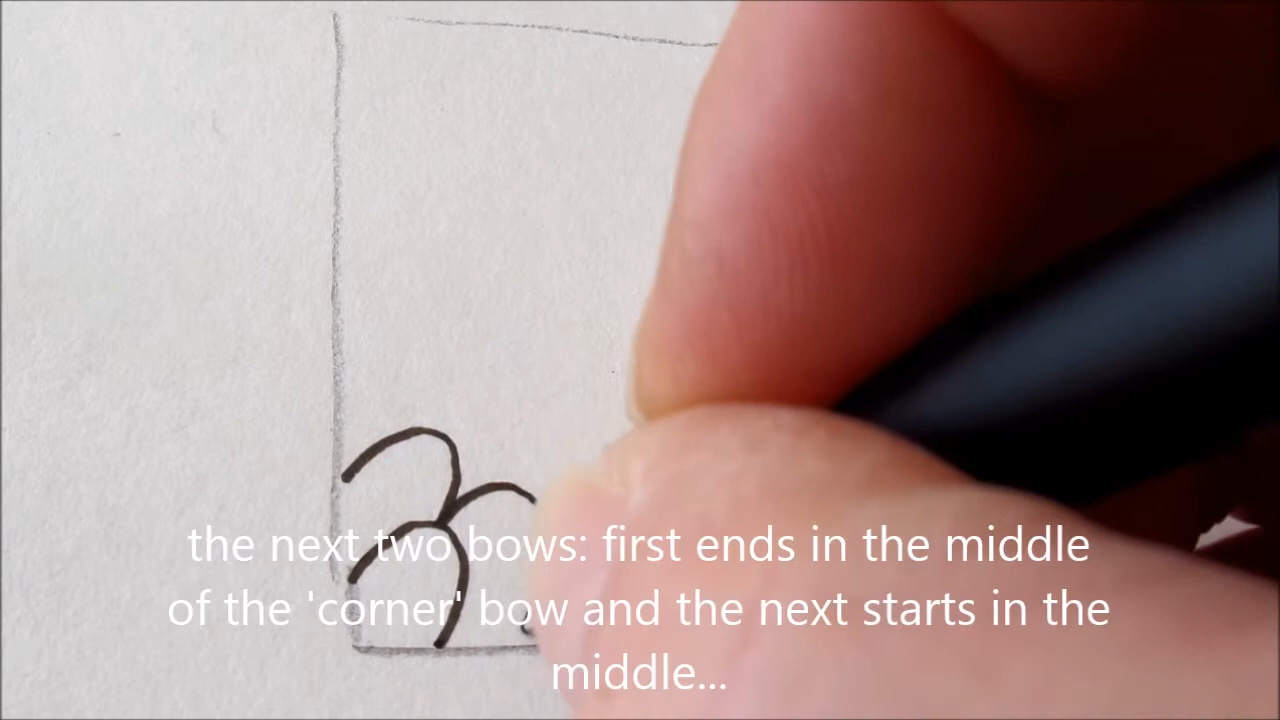 the next two bows: first ends in the middle
of the 'corner' bow and the next starts in the
middle...